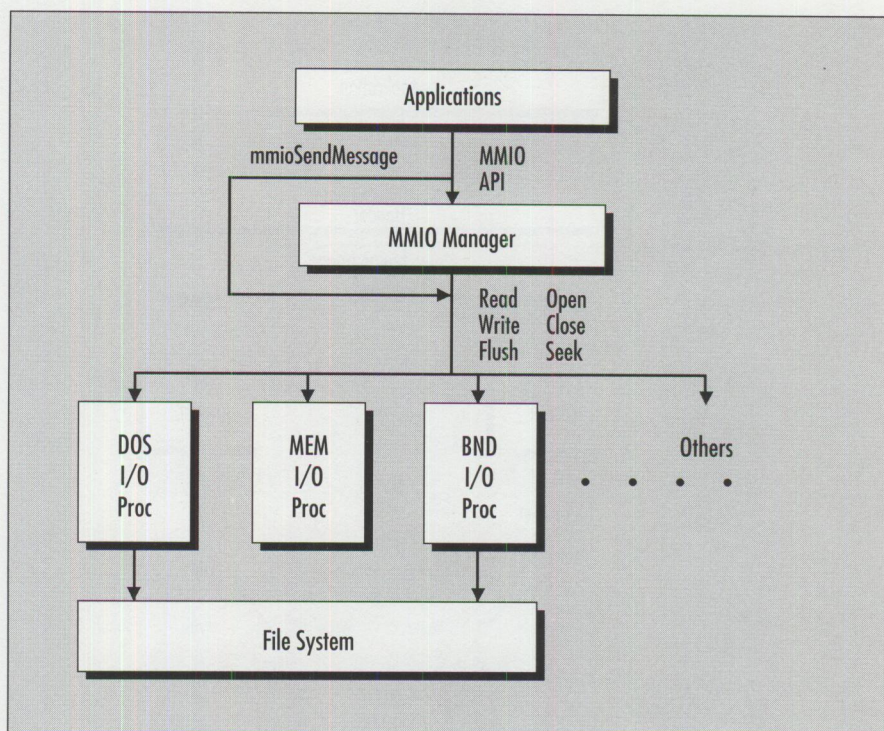 Applications
mmioSendMessage
MMIO
API
MMIO Manager
Read Open
Write Close
Flush Seek
DOS
I/O
Proc
MEM
I/O
Proc
BND
I/O
Proc
Others
File System